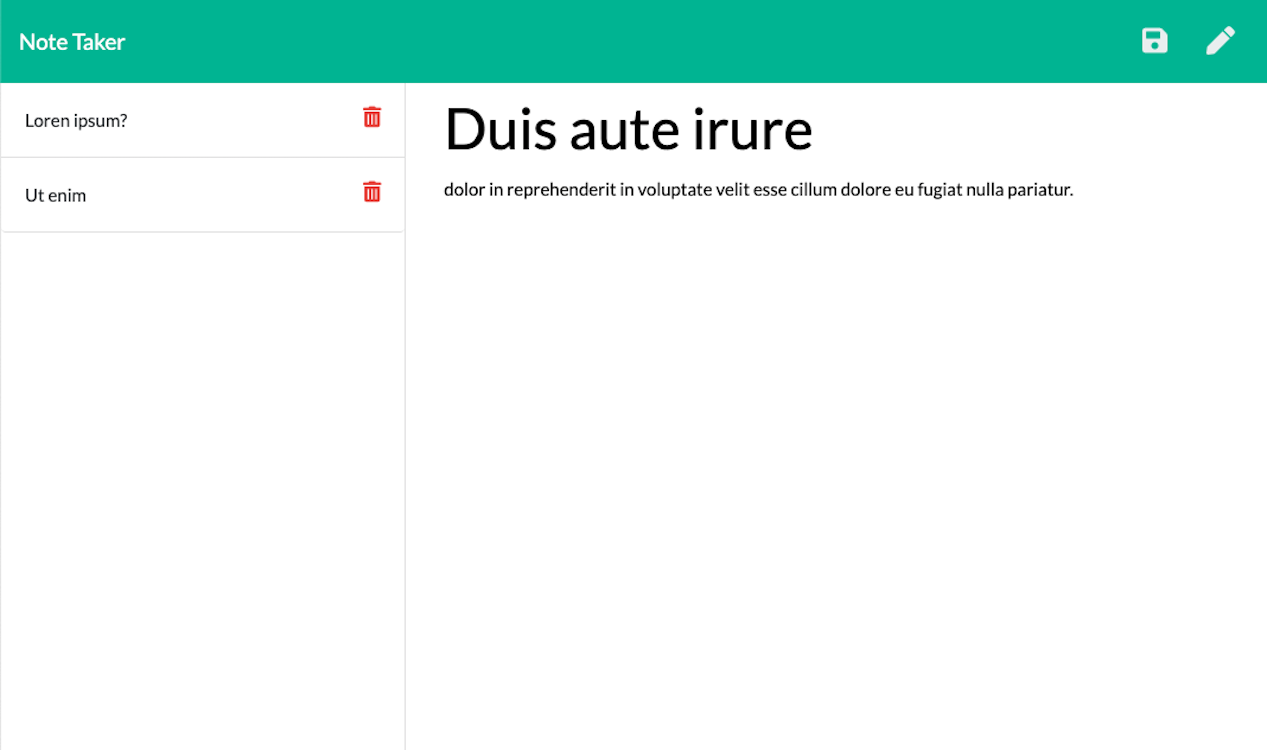 Note Taker
Loren ipsum?
Ut enim
Duis aute irure
dolor in reprehenderit in voluptate velit esse cillum dolore eu fugiat nulla pariatur.